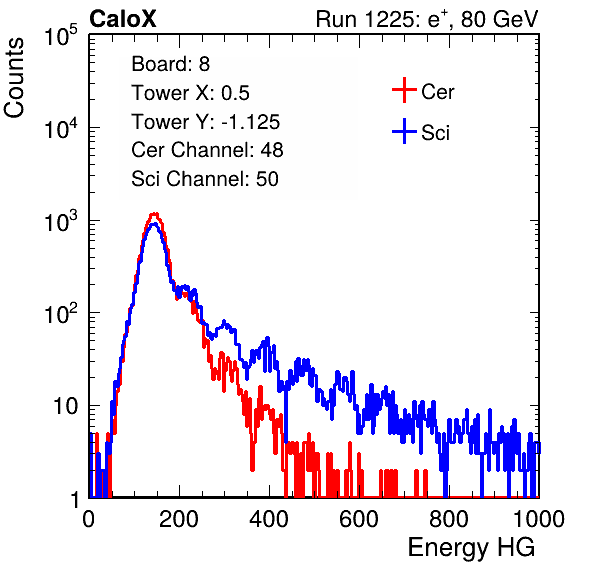 CaloX Run 1225: e⁺, 80 GeV
Counts
Board: 8
Tower X: 0.5
Tower Y: -1.125
Cer Channel: 48
Sci Channel: 50
Cer
Sci
10⁵
10⁴
10³
10²
10
1
0 200 400 600 800 1000
Energy HG